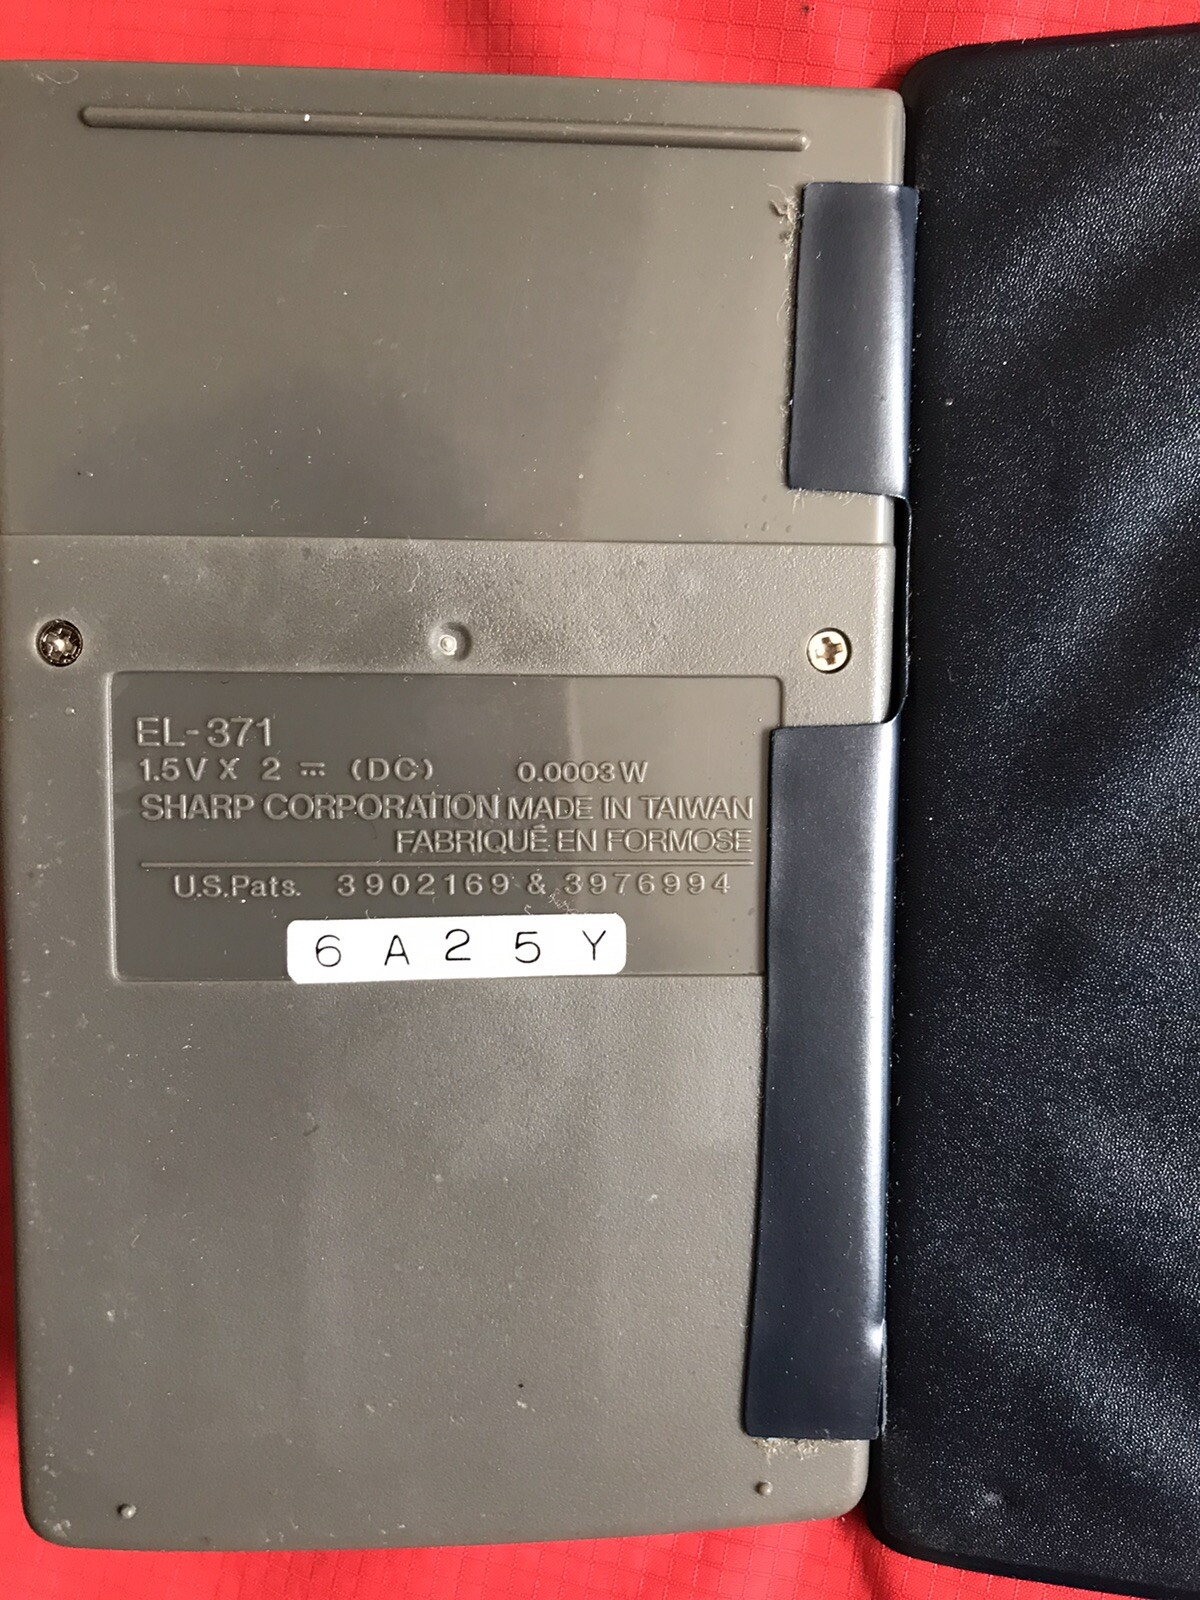 EL-371
1.5V X 2 ⎓ (DC) 0.0003W
SHARP CORPORATION MADE IN TAIWAN
FABRIQUÉ EN FORMOSE
U.S.Pats. 3902169 & 3976994
6 A 2 5 Y